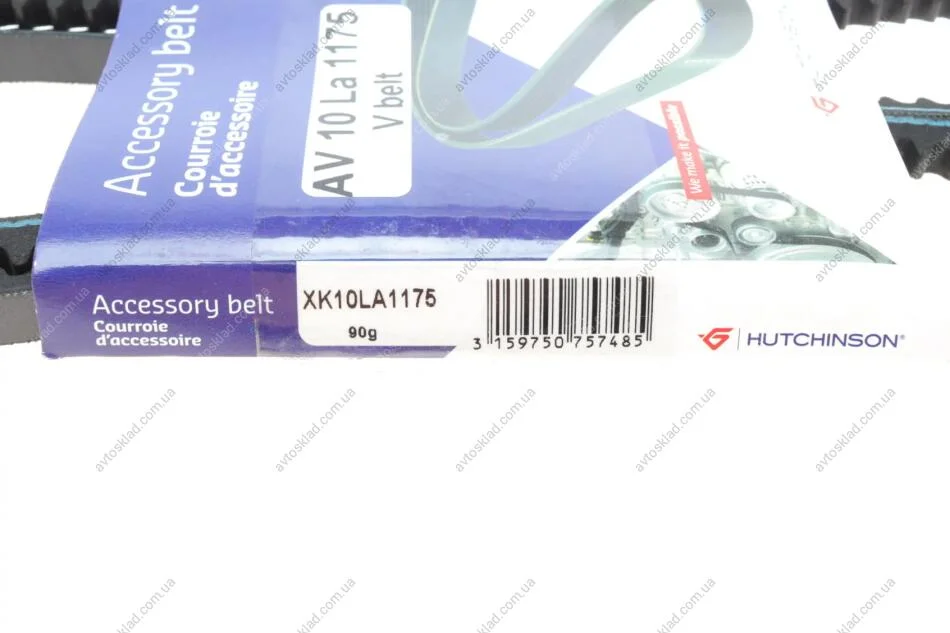 Accessory belt
Courroie
d'accessoire
AV 10 La 1175
V belt
We make it possible
Accessory belt
Courroie
d'accessoire
XK10LA1175
90g
3 159750 757485
HUTCHINSON®
avtosklad.com.ua